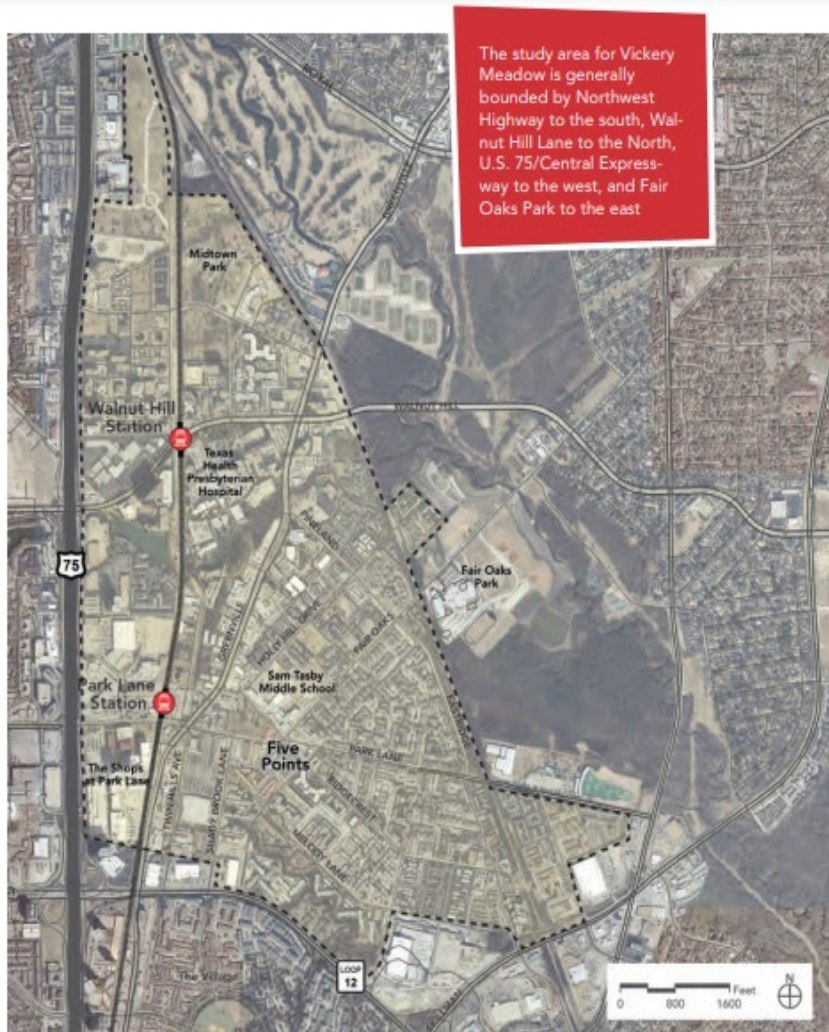 The study area for Vickery
Meadow is generally
bounded by Northwest
Highway to the south, Wal-
nut Hill Lane to the North,
U.S. 75/Central Express-
way to the west, and Fair
Oaks Park to the east
ROYAL
Midtown
Park
Walnut Hill
Station
WALNUT HILL
Texas
Health
Presbyterian
Hospital
PINELAND
75
Fair Oaks
Park
GREENVILLE
HOLLY HILL DRIVE
FAIR OAKS
Sam Tasby
Middle School
Park Lane
Station
Five
Points
PARK LANE
The Shops
at Park Lane
SHADY BROOK LANE
RIDGECREST
MELODY LANE
The Village
LOOP
12
Feet
0 800 1600
N